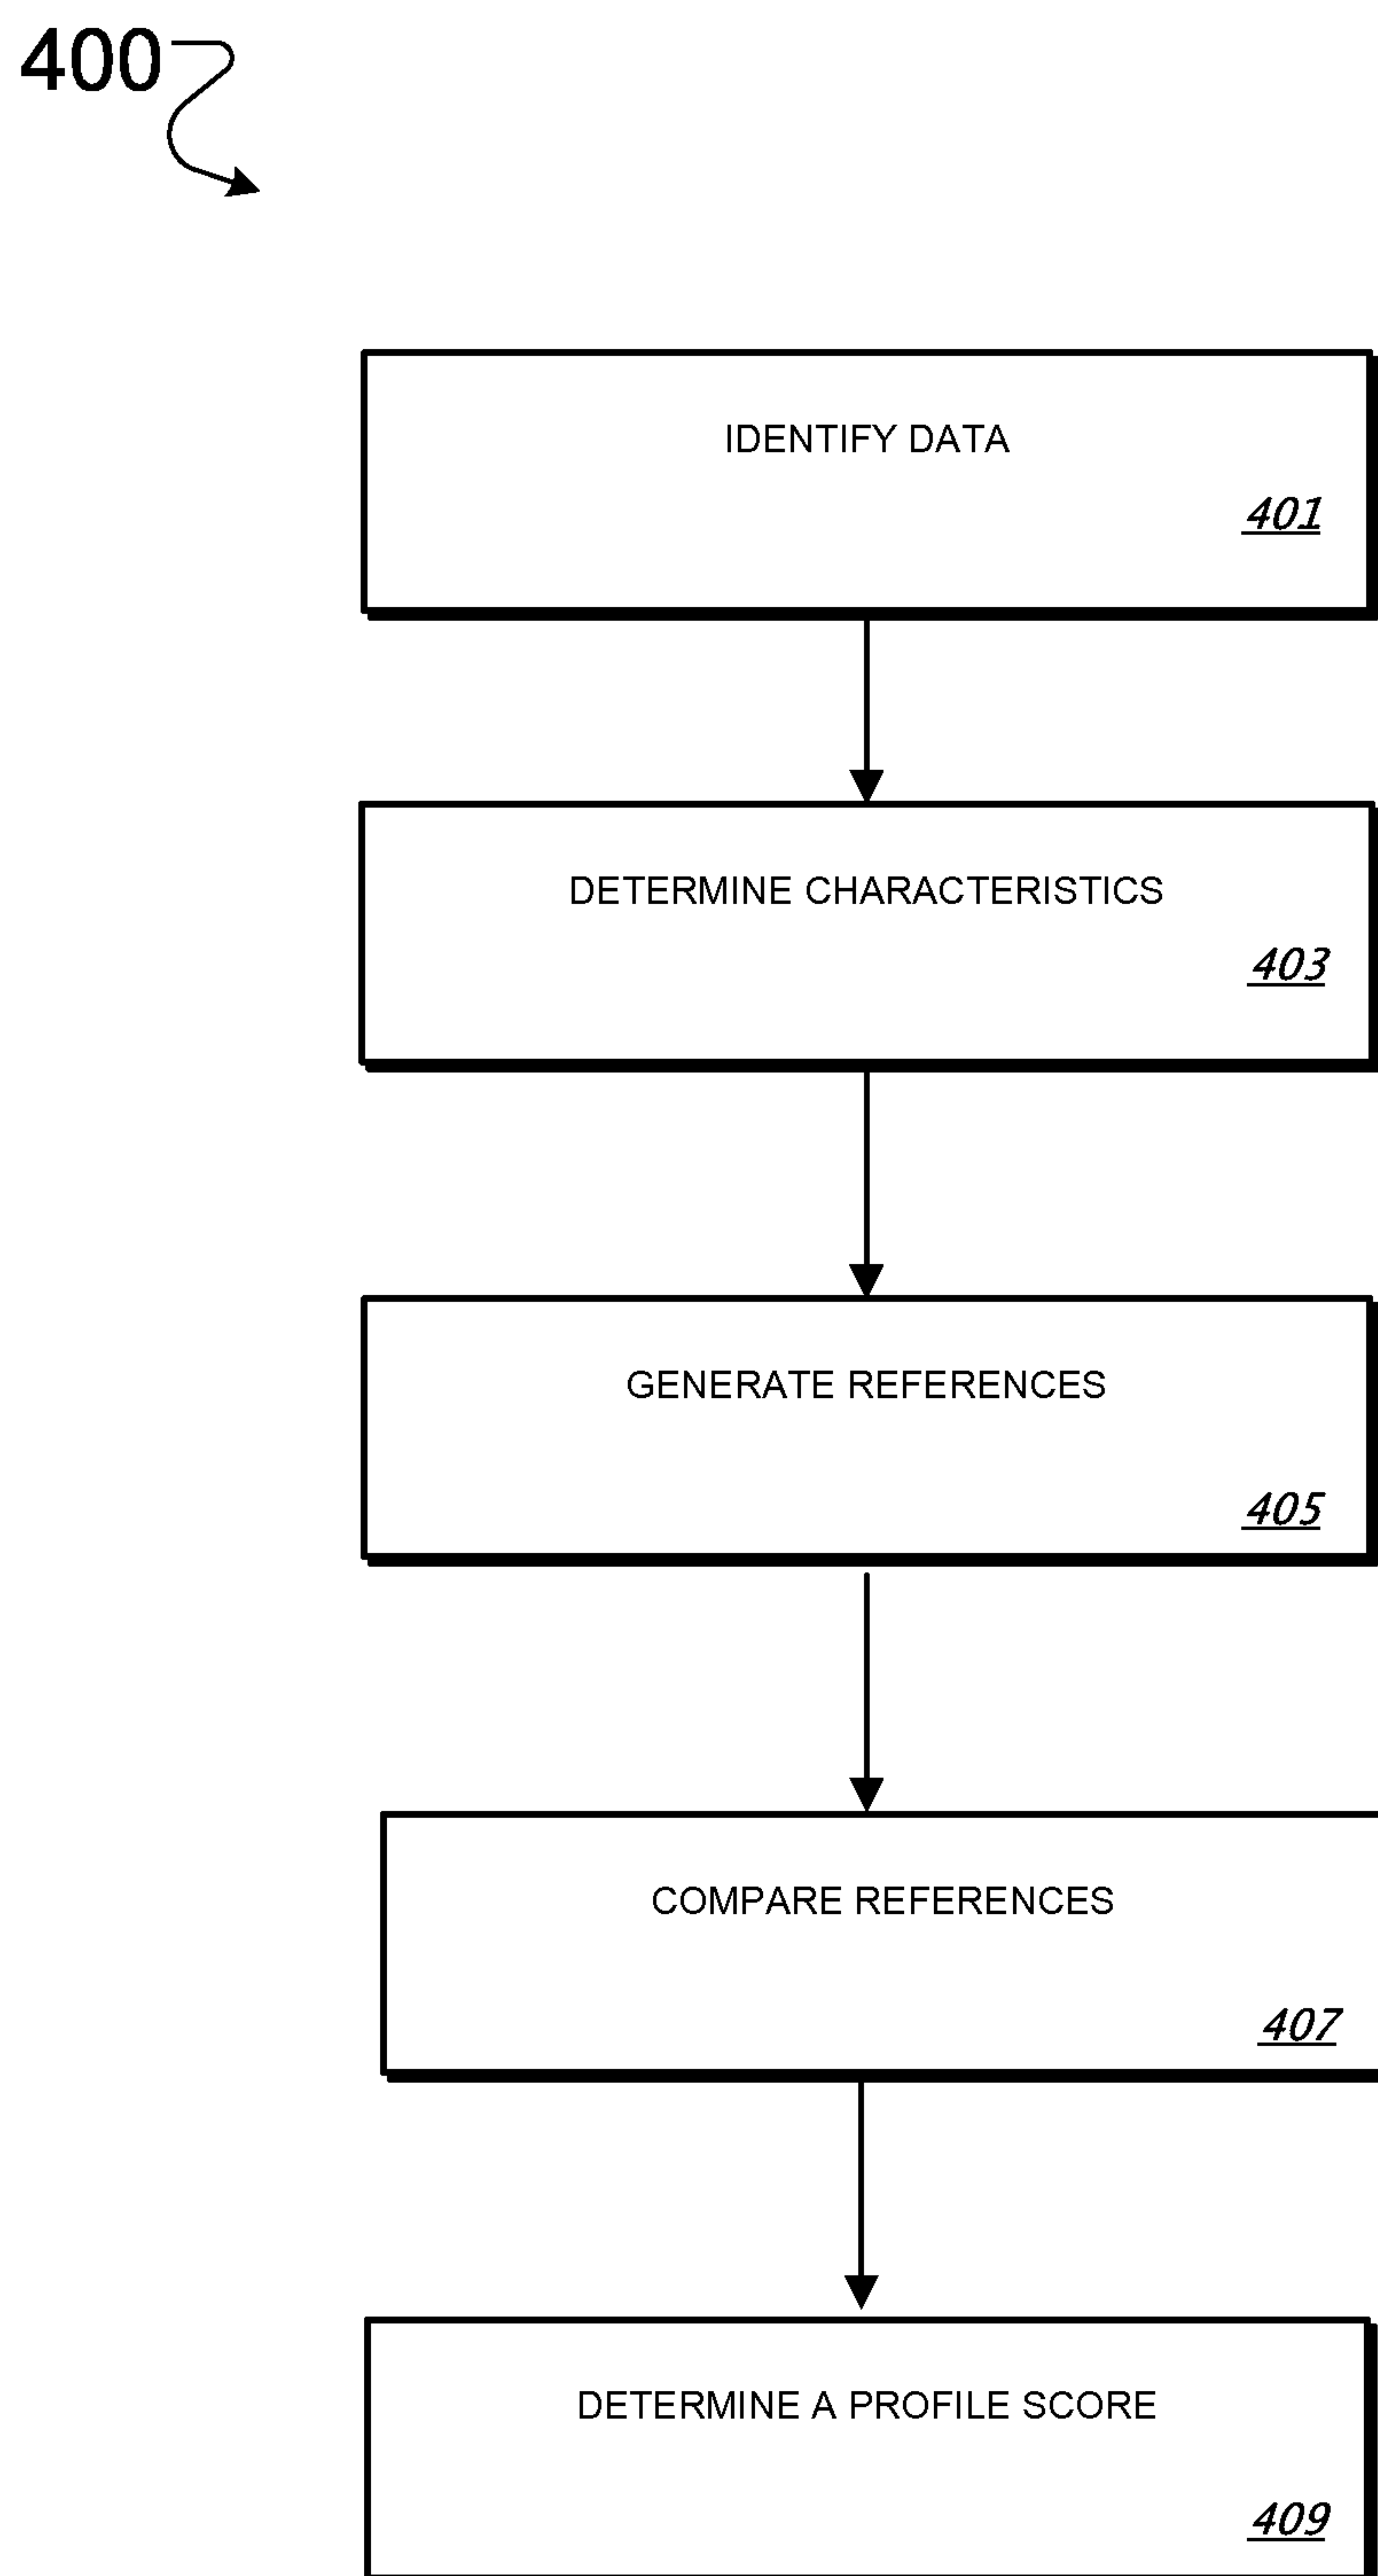 400
IDENTIFY DATA
401
DETERMINE CHARACTERISTICS
403
GENERATE REFERENCES
405
COMPARE REFERENCES
407
DETERMINE A PROFILE SCORE
409